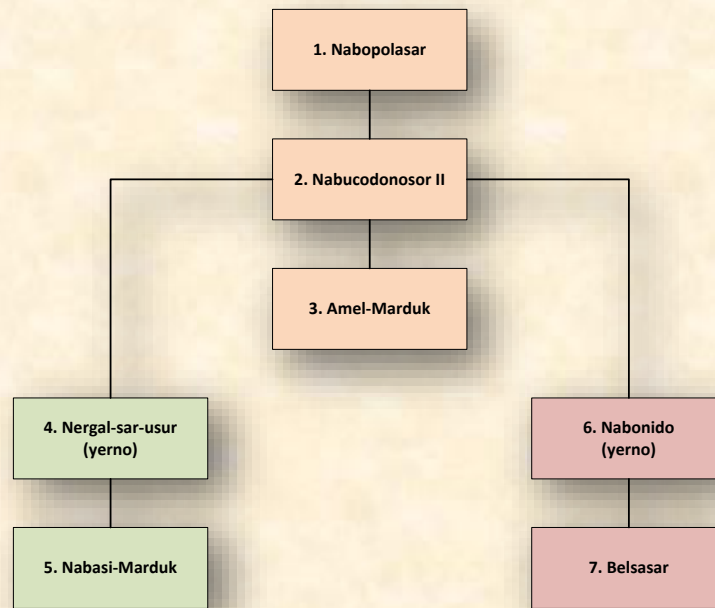 1. Nabopolasar
2. Nabucodonosor II
3. Amel-Marduk
4. Nergal-sar-usur
(yerno)
6. Nabonido
(yerno)
5. Nabasi-Marduk
7. Belsasar